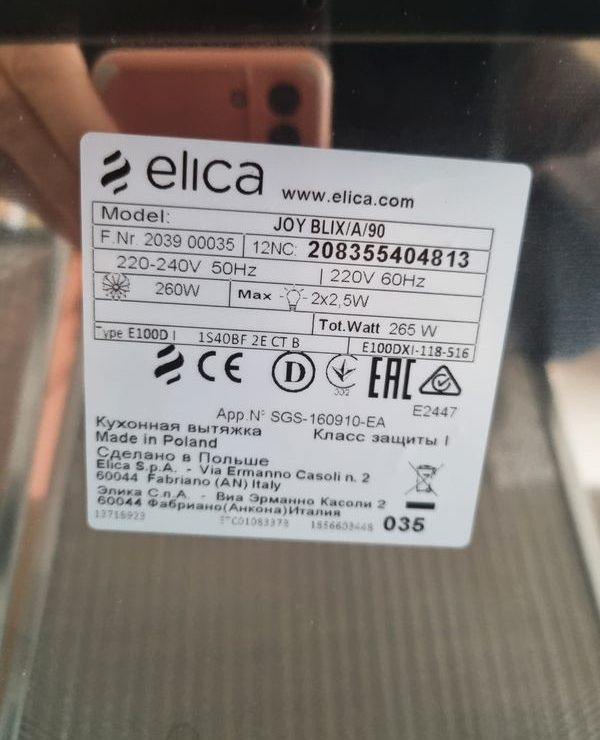 elica www.elica.com
Model: JOY BLIX/A/90
F.Nr. 2039 00035 12NC: 208355404813
220-240V 50Hz 220V 60Hz
260W Max 2x2,5W
Tot.Watt 265 W
Type E100D I 1S40BF 2E CT B E100DXI-118-516
CE D EAC
App.N° SGS-160910-EA E2447
Кухонная вытяжка Класс защиты I
Made in Poland
Сделано в Польше
Elica S.p.A. - Via Ermanno Casoli n. 2
60044 Fabriano (AN) Italy
Элика С.п.А. - Виа Эрманно Касоли 2
60044 Фабриано(Анкона)Италия
13718923 1856603448 035